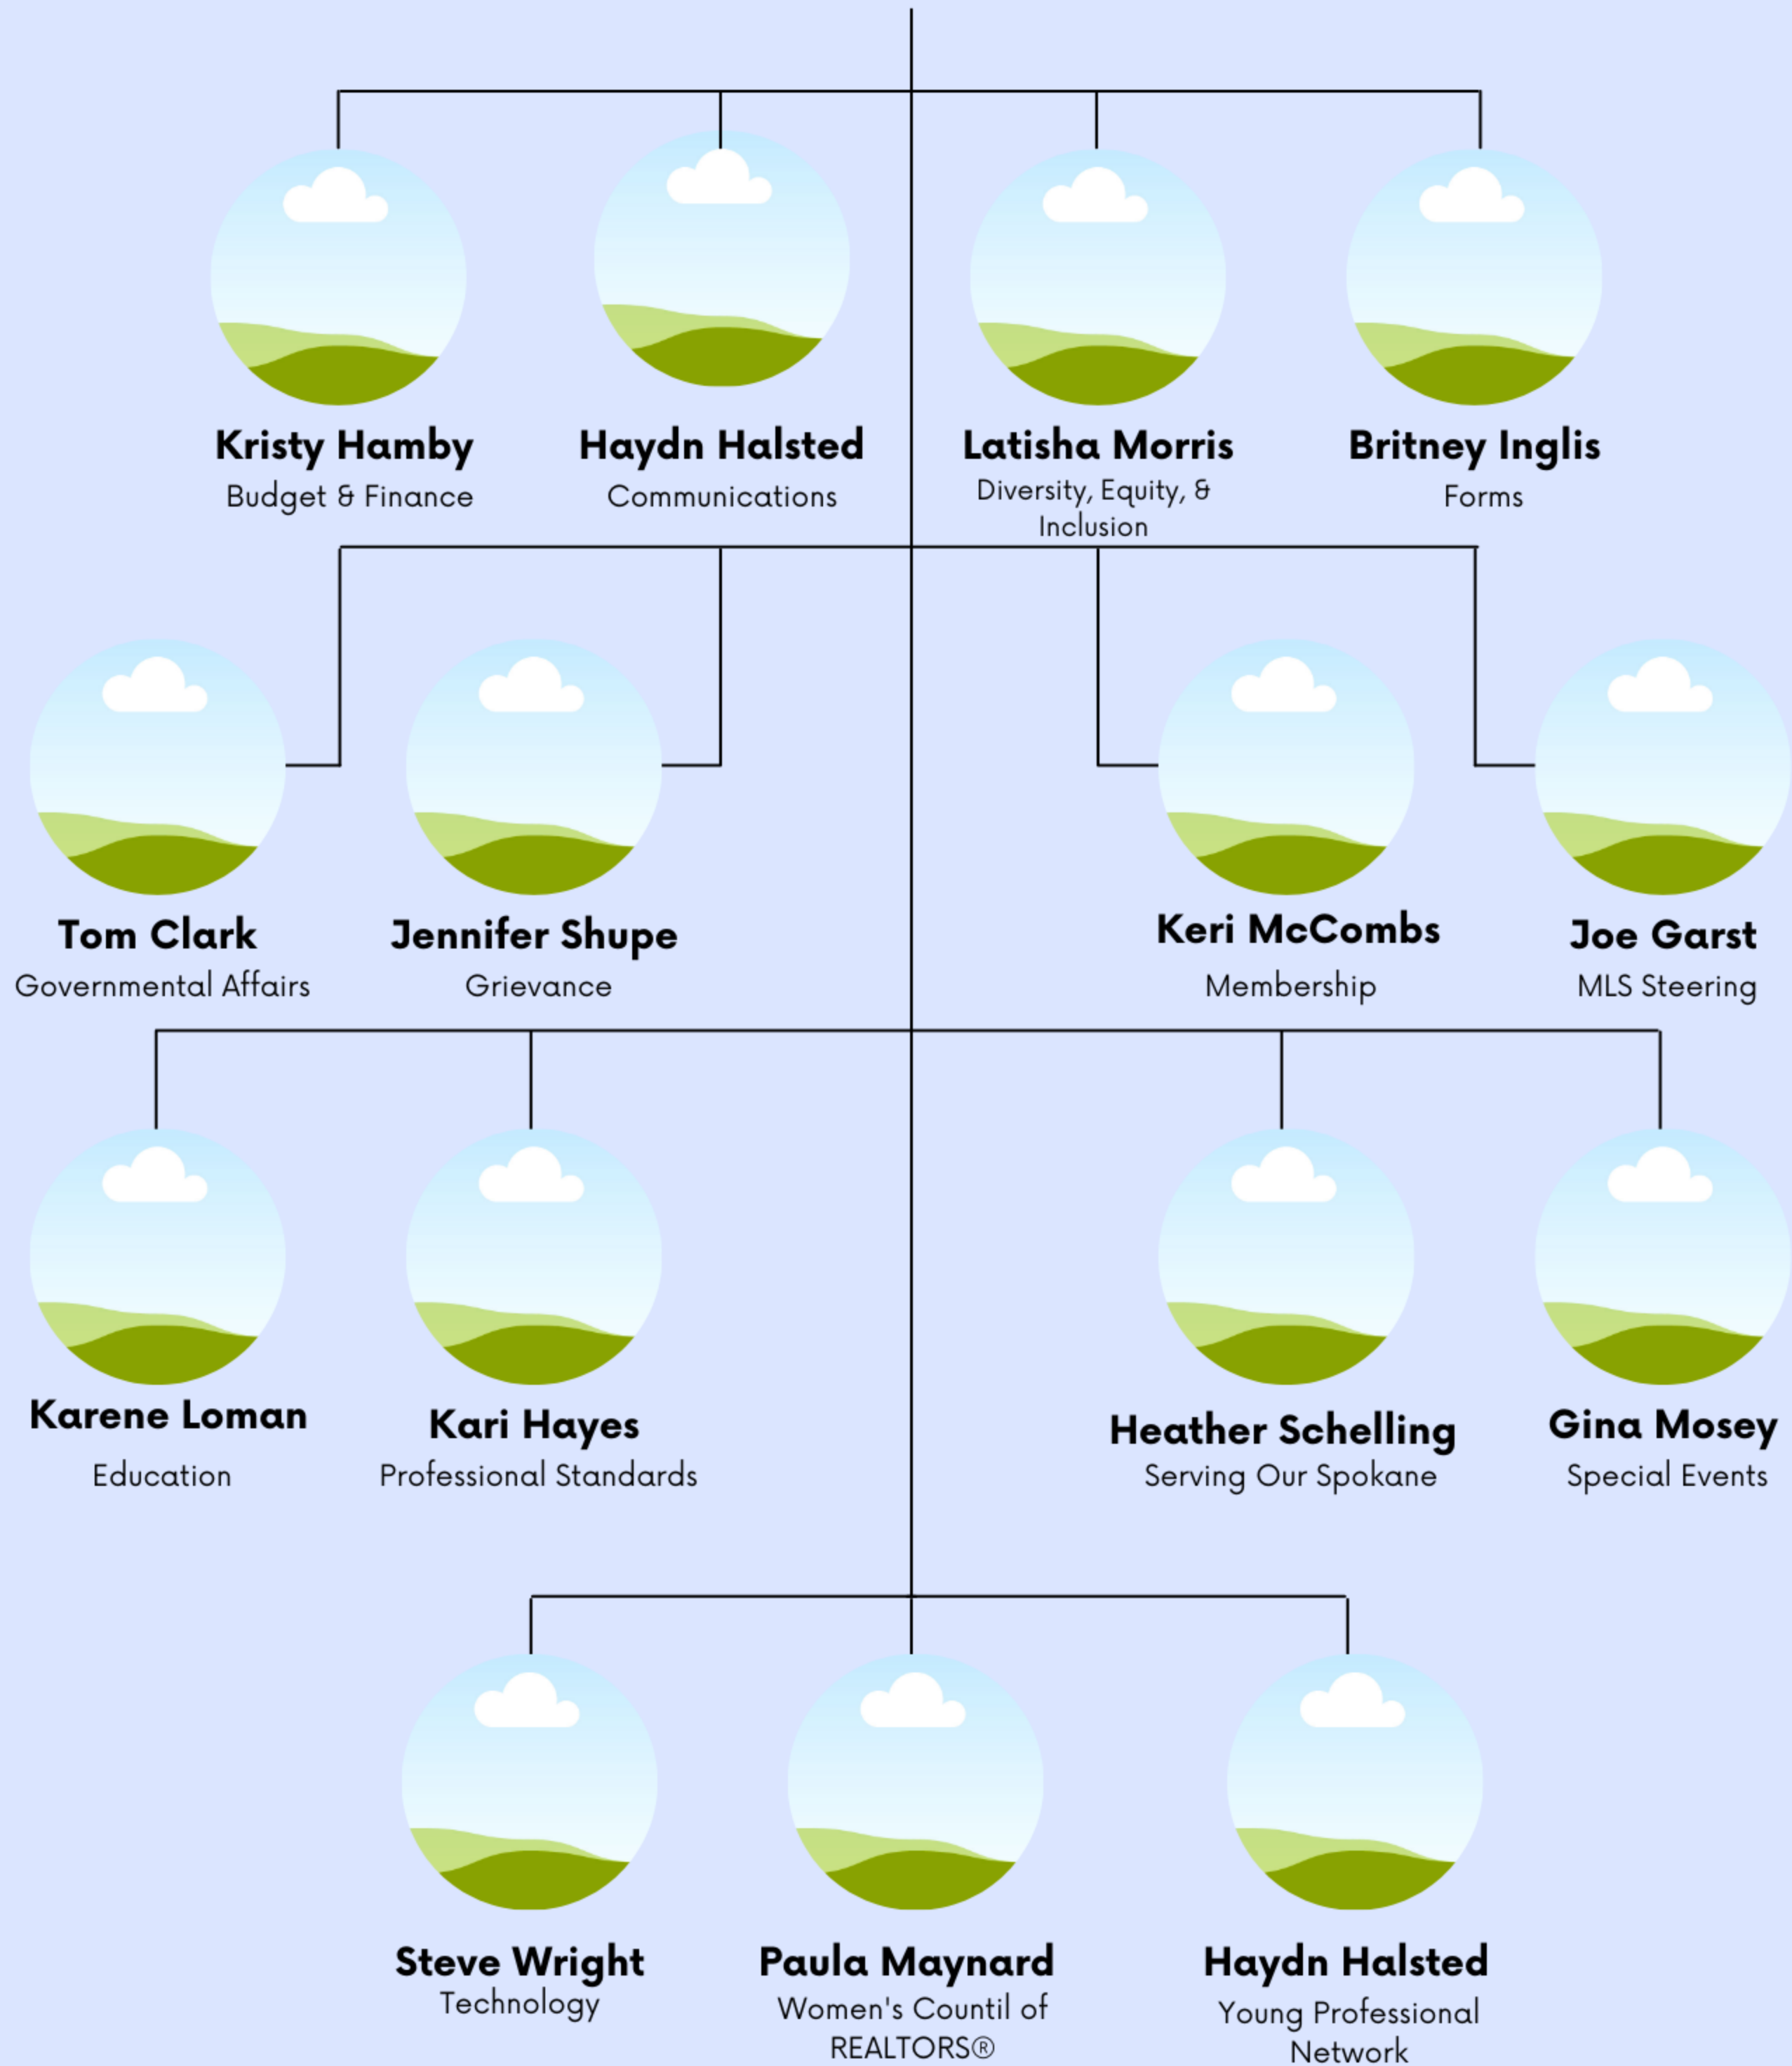 Kristy Hamby
Budget & Finance
Haydn Halsted
Communications
Latisha Morris
Diversity, Equity, &
Inclusion
Britney Inglis
Forms
Tom Clark
Governmental Affairs
Jennifer Shupe
Grievance
Keri McCombs
Membership
Joe Garst
MLS Steering
Karene Loman
Education
Kari Hayes
Professional Standards
Heather Schelling
Serving Our Spokane
Gina Mosey
Special Events
Steve Wright
Technology
Paula Maynard
Women's Countil of
REALTORS®
Haydn Halsted
Young Professional
Network